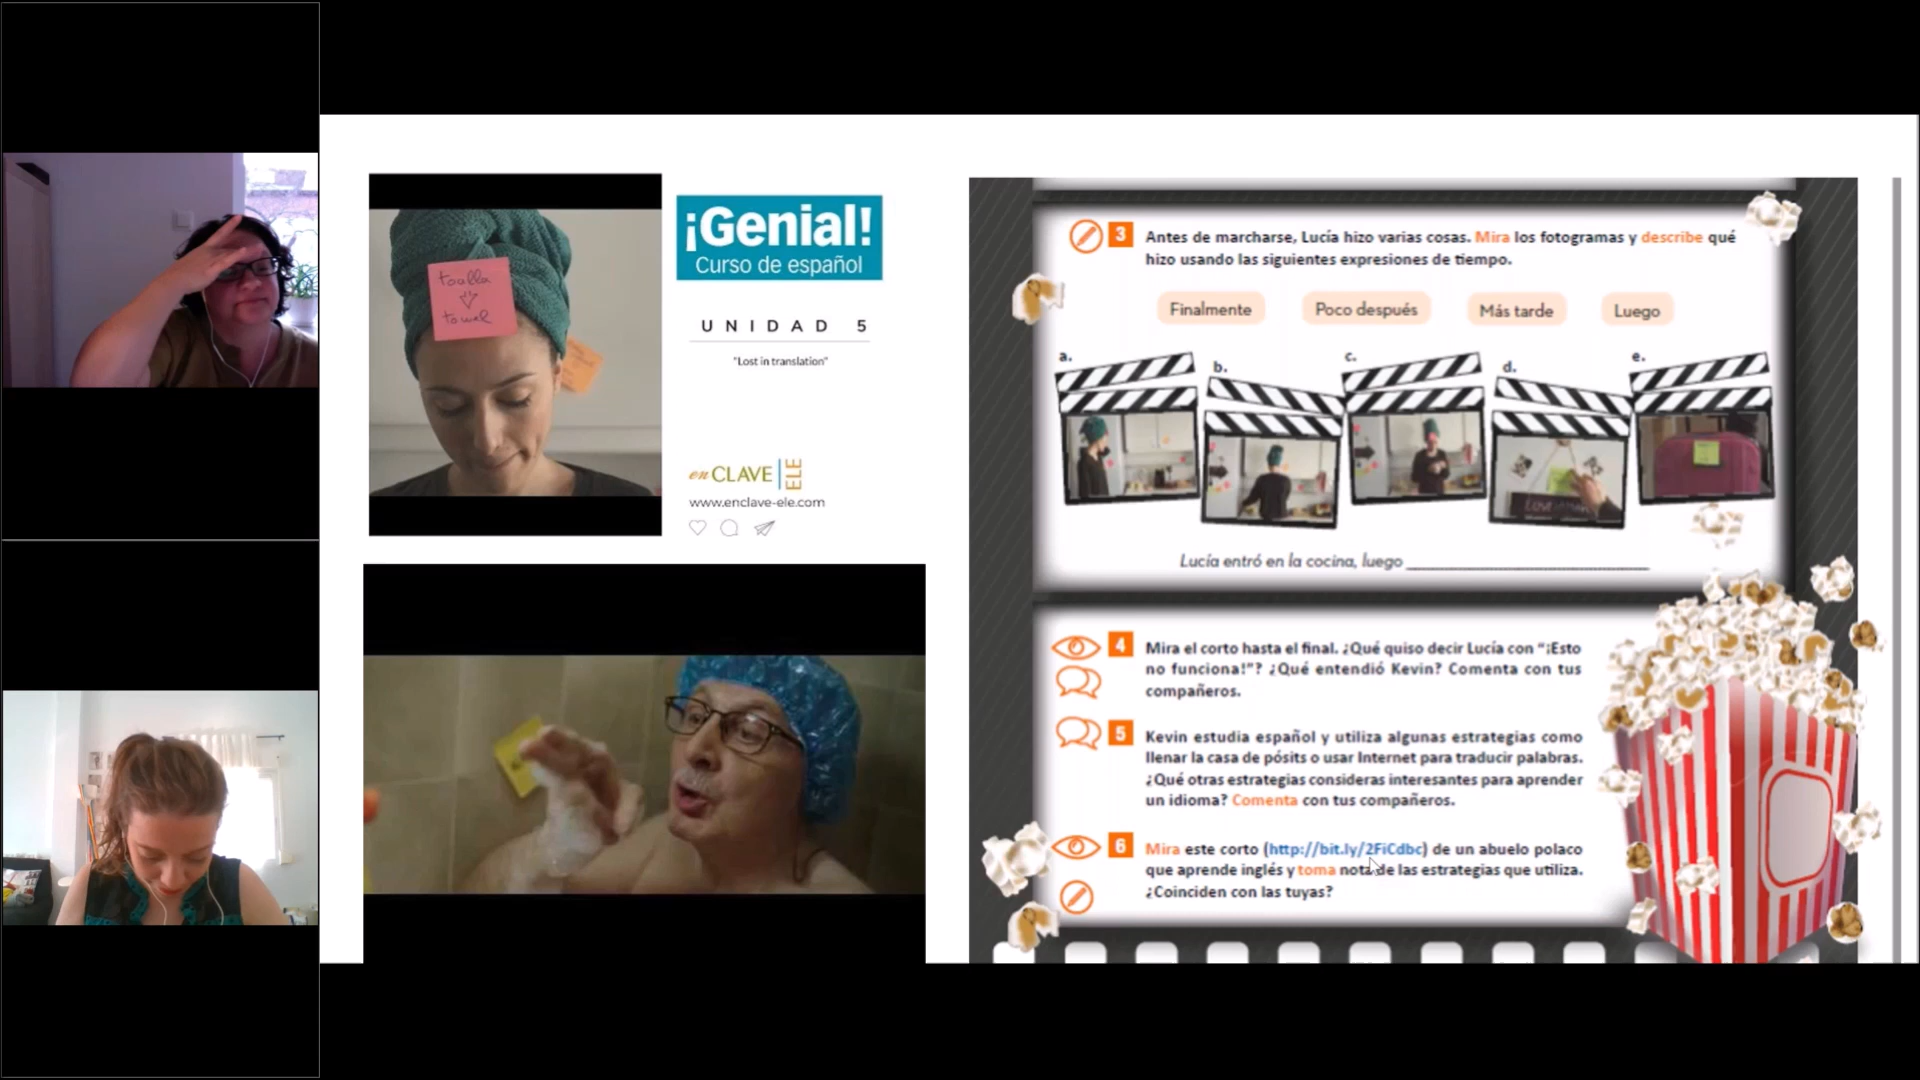 toalla
towel
¡Genial!
Curso de español
UNIDAD 5
"Lost in translation"
enCLAVE ELE
www.enclave-ele.com
3 Antes de marcharse, Lucía hizo varias cosas. Mira los fotogramas y describe qué
hizo usando las siguientes expresiones de tiempo.
Finalmente Poco después Más tarde Luego
a. b. c. d. e.
Lucía entró en la cocina, luego
4 Mira el corto hasta el final. ¿Qué quiso decir Lucía con "¡Esto
no funciona!"? ¿Qué entendió Kevin? Comenta con tus
compañeros.
5 Kevin estudia español y utiliza algunas estrategias como
llenar la casa de pósits o usar Internet para traducir palabras.
¿Qué otras estrategias consideras interesantes para aprender
un idioma? Comenta con tus compañeros.
6 Mira este corto (http://bit.ly/2FiCdbc) de un abuelo polaco
que aprende inglés y toma nota de las estrategias que utiliza.
¿Coinciden con las tuyas?